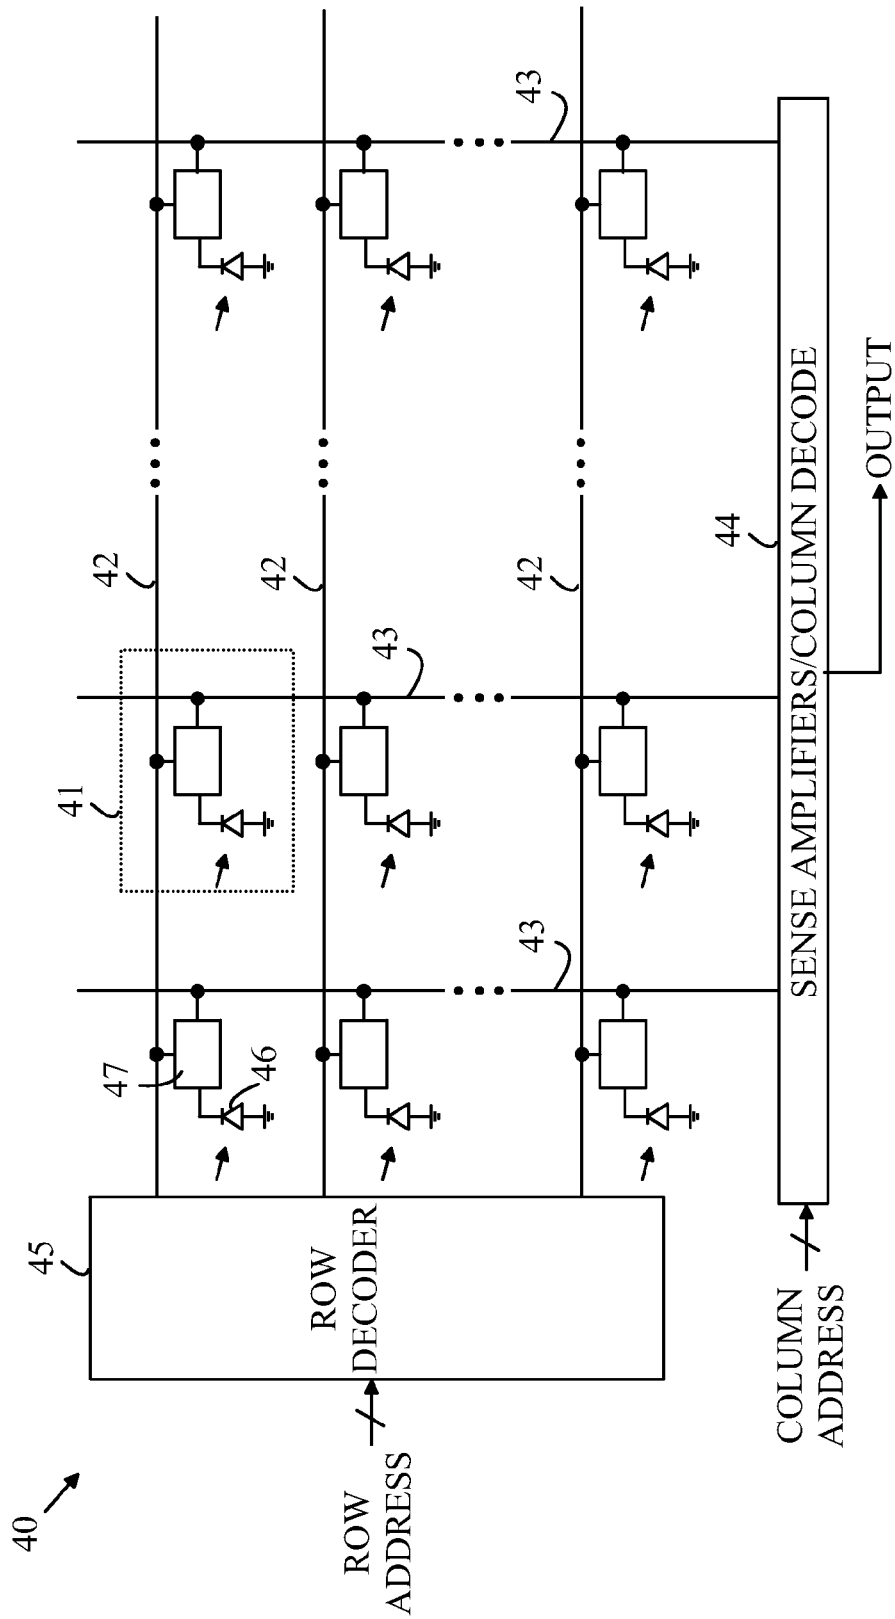 40
45
ROW
DECODER
ROW
ADDRESS
47
46
41
42
42
42
43
43
43
44
SENSE AMPLIFIERS/COLUMN DECODE
COLUMN
ADDRESS
OUTPUT